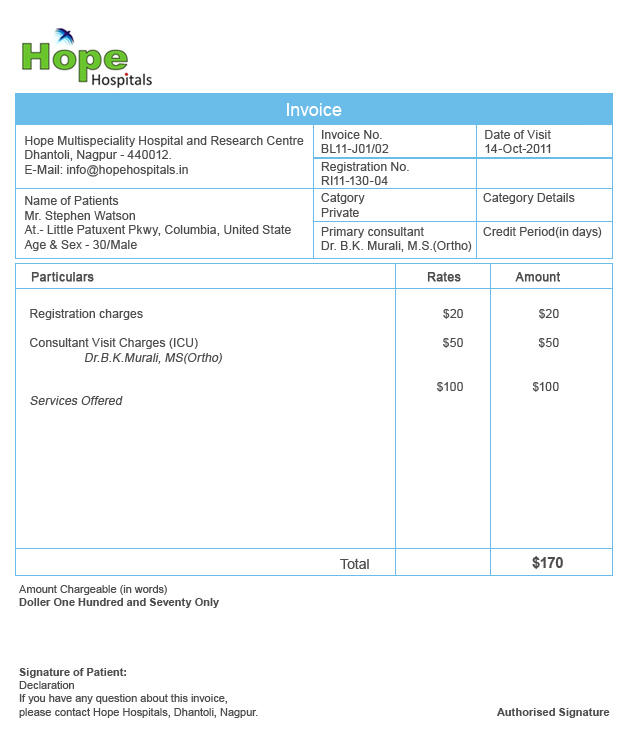 Hope
Hospitals
Invoice
Hope Multispeciality Hospital and Research Centre
Dhantoli, Nagpur - 440012.
E-Mail: info@hopehospitals.in
Invoice No.
BL11-J01/02
Date of Visit
14-Oct-2011
Registration No.
RI11-130-04
Name of Patients
Mr. Stephen Watson
At.- Little Patuxent Pkwy, Columbia, United State
Age & Sex - 30/Male
Catgory
Private
Category Details
Primary consultant
Dr. B.K. Murali, M.S.(Ortho)
Credit Period(in days)
Particulars Rates Amount
Registration charges $20 $20
Consultant Visit Charges (ICU) $50 $50
Dr.B.K.Murali, MS(Ortho)
$100 $100
Services Offered
Total $170
Amount Chargeable (in words)
Doller One Hundred and Seventy Only
Signature of Patient:
Declaration
If you have any question about this invoice,
please contact Hope Hospitals, Dhantoli, Nagpur.
Authorised Signature